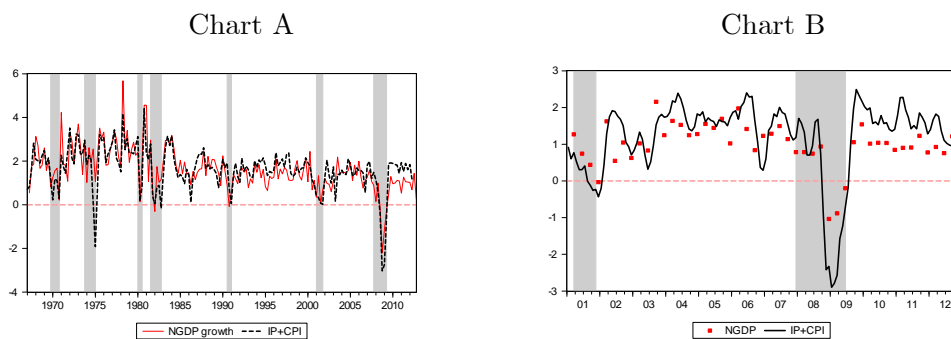 Chart A
Chart B
6
4
2
0
-2
-4
1970 1975 1980 1985 1990 1995 2000 2005 2010
NGDP growth IP+CPI
3
2
1
0
-1
-2
-3
01 02 03 04 05 06 07 08 09 10 11 12
NGDP IP+CPI